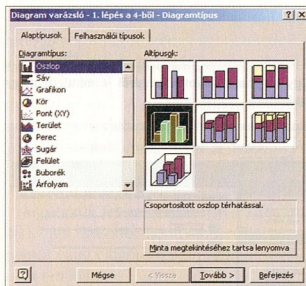 Diagram varázsló - 1. lépés a 4-ből - Diagramtípus
Alaptípusok
Felhasználói típusok
Diagramtípus:
Altípusok:
Oszlop
Sáv
Grafikon
Kör
Pont (XY)
Terület
Perec
Sugár
Felület
Buborék
Árfolyam
Csoportosított oszlop térhatással.
Minta megtekintéséhez tartsa lenyomva
Mégse
< Vissza
Tovább >
Befejezés